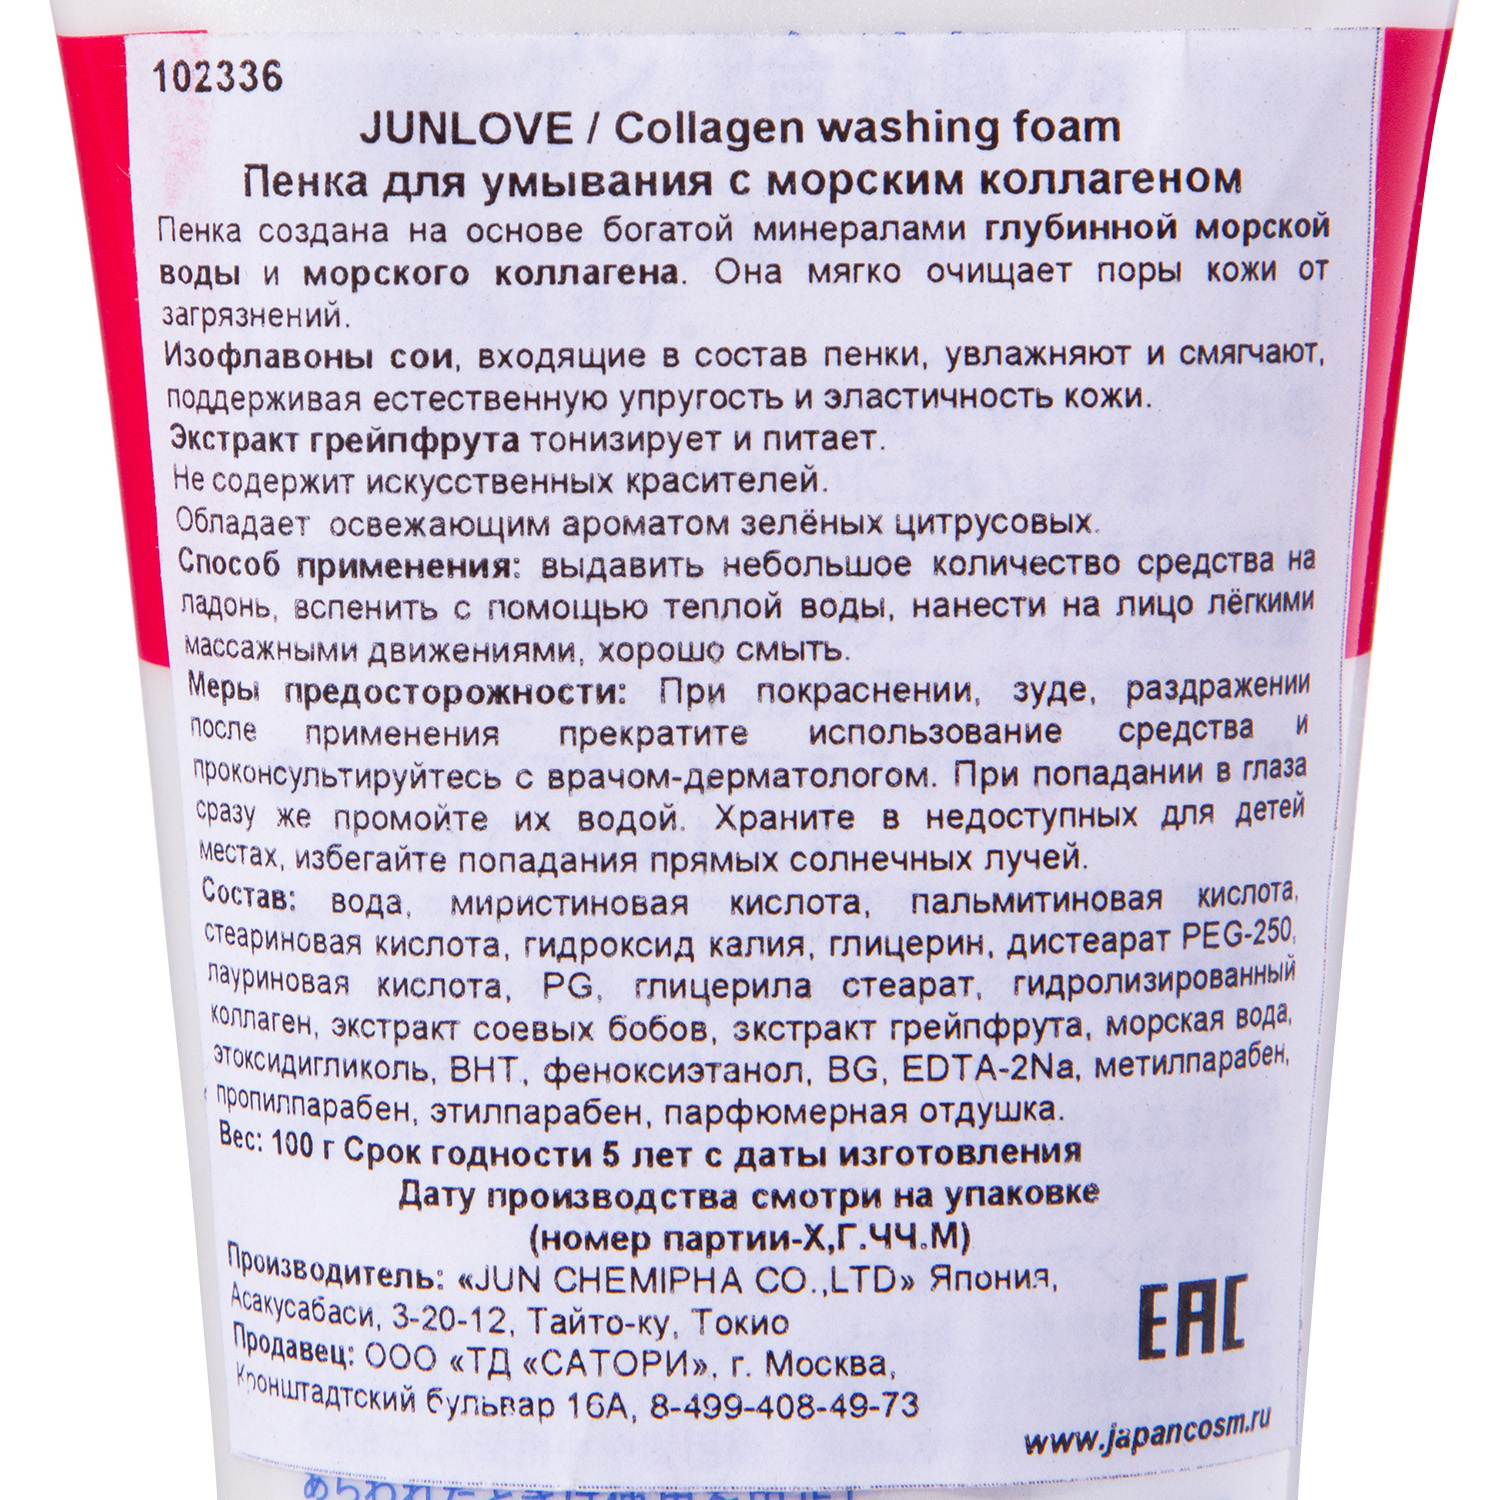 102336
JUNLOVE / Collagen washing foam
Пенка для умывания с морским коллагеном
Пенка создана на основе богатой минералами глубинной морской
воды и морского коллагена. Она мягко очищает поры кожи от
загрязнений.
Изофлавоны сои, входящие в состав пенки, увлажняют и смягчают,
поддерживая естественную упругость и эластичность кожи.
Экстракт грейпфрута тонизирует и питает.
Не содержит искусственных красителей.
Обладает освежающим ароматом зелёных цитрусовых.
Способ применения: выдавить небольшое количество средства на
ладонь, вспенить с помощью теплой воды, нанести на лицо лёгкими
массажными движениями, хорошо смыть.
Меры предосторожности: При покраснении, зуде, раздражении
после применения прекратите использование средства и
проконсультируйтесь с врачом-дерматологом. При попадании в глаза
сразу же промойте их водой. Храните в недоступных для детей
местах, избегайте попадания прямых солнечных лучей.
Состав: вода, миристиновая кислота, пальмитиновая кислота,
стеариновая кислота, гидроксид калия, глицерин, дистеарат PEG-250,
лауриновая кислота, PG, глицерила стеарат, гидролизированный
коллаген, экстракт соевых бобов, экстракт грейпфрута, морская вода,
этоксидигликоль, BHT, феноксиэтанол, BG, EDTA-2Na, метилпарабен,
пропилпарабен, этилпарабен, парфюмерная отдушка.
Вес: 100 г Срок годности 5 лет с даты изготовления
Дату производства смотри на упаковке
(номер партии-Х,Г.ЧЧ.М)
Производитель: «JUN CHEMIPHA CO.,LTD» Япония,
Асакусабаси, 3-20-12, Тайто-ку, Токио
Продавец: ООО «ТД «САТОРИ», г. Москва,
Кронштадтский бульвар 16А, 8-499-408-49-73
EAC
www.japancosm.ru